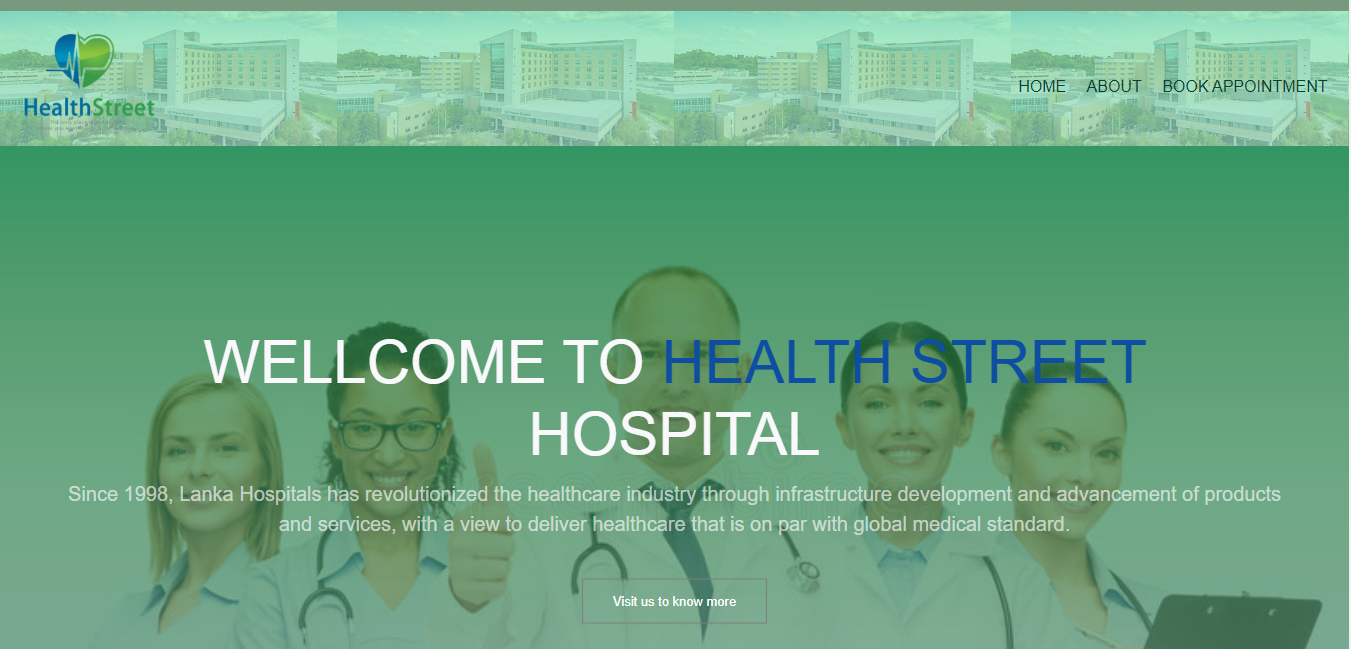 HealthStreet
HOME ABOUT BOOK APPOINTMENT
WELLCOME TO HEALTH STREET
HOSPITAL
Since 1998, Lanka Hospitals has revolutionized the healthcare industry through infrastructure development and advancement of products
and services, with a view to deliver healthcare that is on par with global medical standard.
Visit us to know more